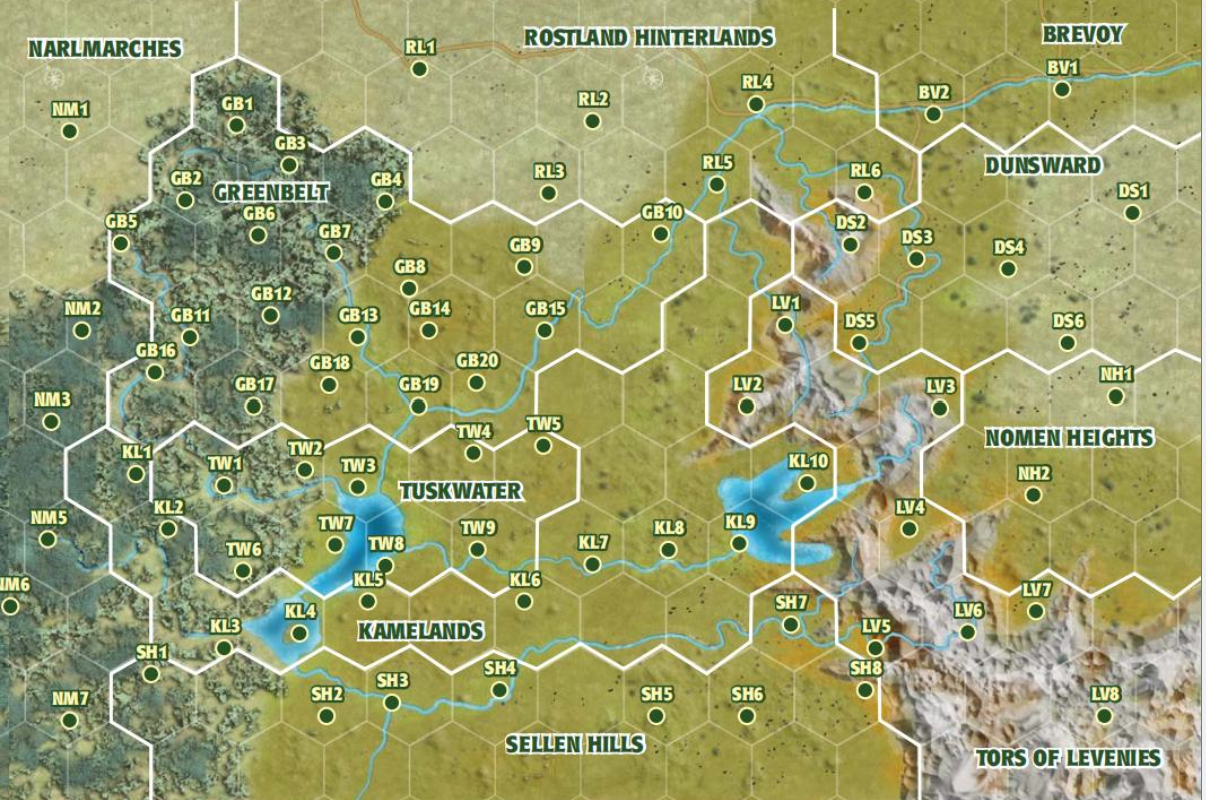 NARLMARCHES
ROSTLAND HINTERLANDS
BREVOY
RL1
BV1
RL4
BV2
RL2
NM1
GB1
GB3
DUNSWARD
RL5
RL3
RL6
GB2
GREENBELT
GB4
DS1
GB5
GB6
GB7
GB10
DS2
DS3
GB9
DS4
GB8
GB12
NM2
GB11
GB13
GB14
GB15
LV1
DS5
DS6
GB16
GB18
GB20
GB17
GB19
LV2
LV3
NH1
NM3
TW5
TW4
NOMEN HEIGHTS
KL1
TW1
TW2
TW3
KL10
TUSKWATER
NH2
KL2
NM5
TW7
TW9
KL8
KL9
LV4
TW6
TW8
KL7
NM6
KL5
KL6
LV7
SH7
KL4
LV6
KL3
KAMELANDS
LV5
SH1
SH4
SH8
SH3
SH2
SH5
SH6
LV8
NM7
SELLEN HILLS
TORS OF LEVENIES